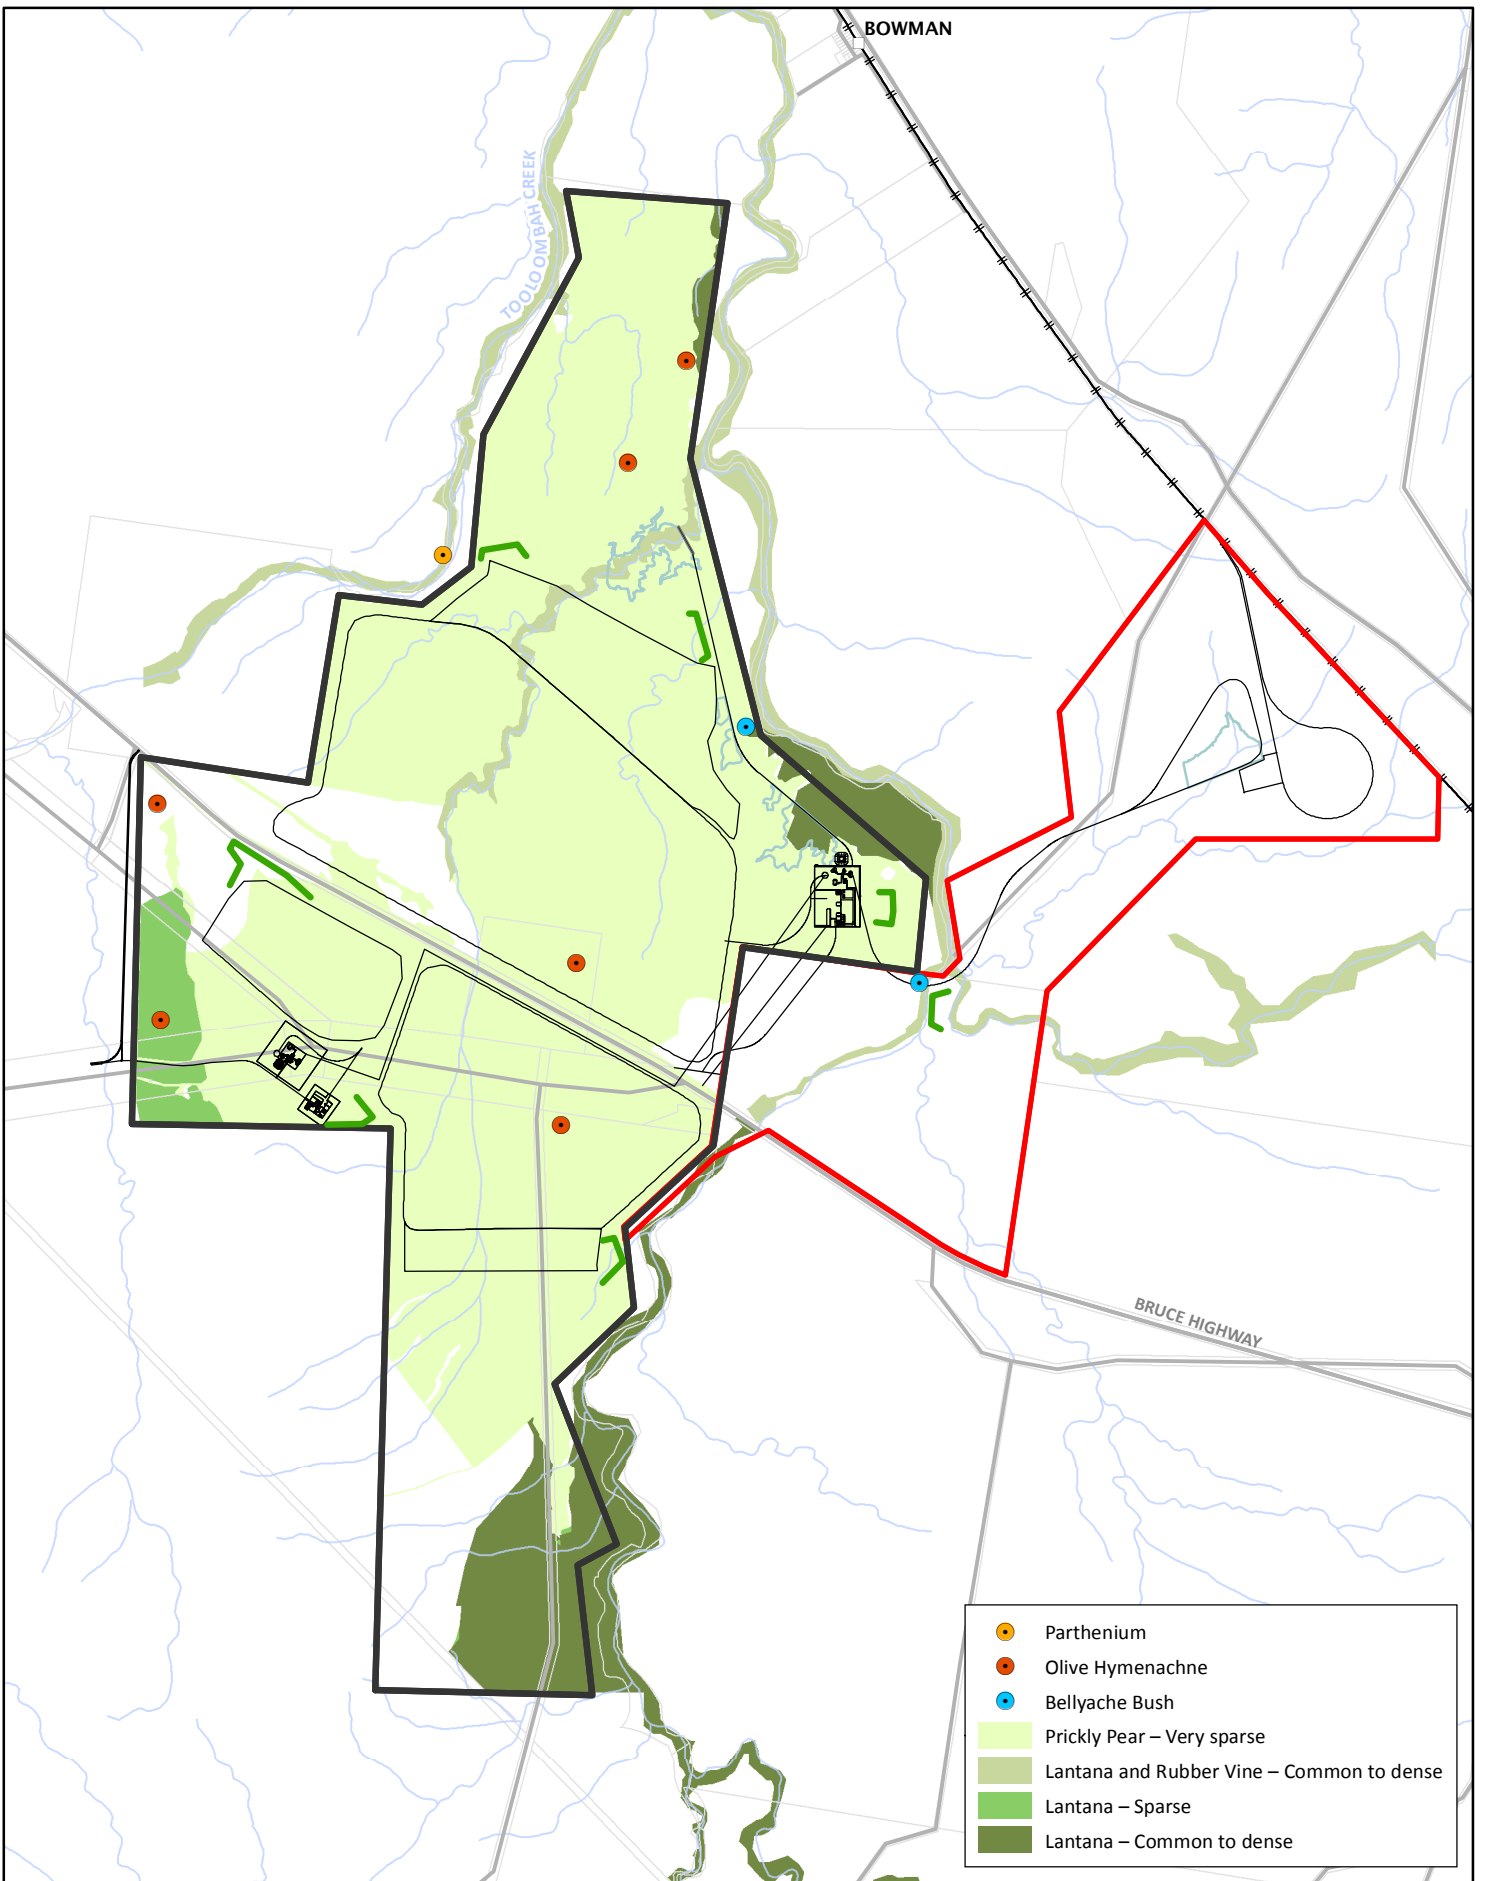 BOWMAN
TOOLOOMBAH CREEK
BRUCE HIGHWAY
Parthenium
Olive Hymenachne
Bellyache Bush
Prickly Pear – Very sparse
Lantana and Rubber Vine – Common to dense
Lantana – Sparse
Lantana – Common to dense